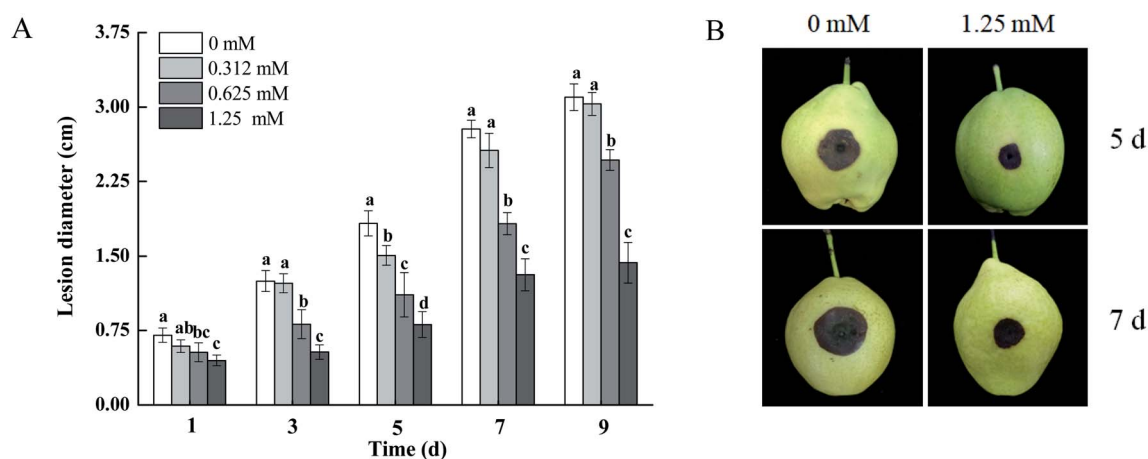 A
3.75
3.00
2.25
1.50
0.75
0.00
Lesion diameter (cm)
0 mM
0.312 mM
0.625 mM
1.25 mM
a ab bc c
a a b c
a b c d
a a b c
a a b c
1 3 5 7 9
Time (d)
B
0 mM 1.25 mM
5 d
7 d